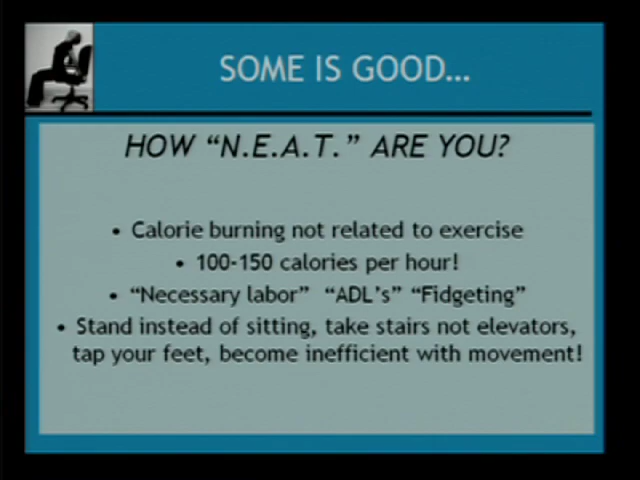 SOME IS GOOD...
HOW “N.E.A.T.” ARE YOU?
• Calorie burning not related to exercise
• 100-150 calories per hour!
• “Necessary labor” “ADL's” “Fidgeting”
• Stand instead of sitting, take stairs not elevators,
tap your feet, become inefficient with movement!